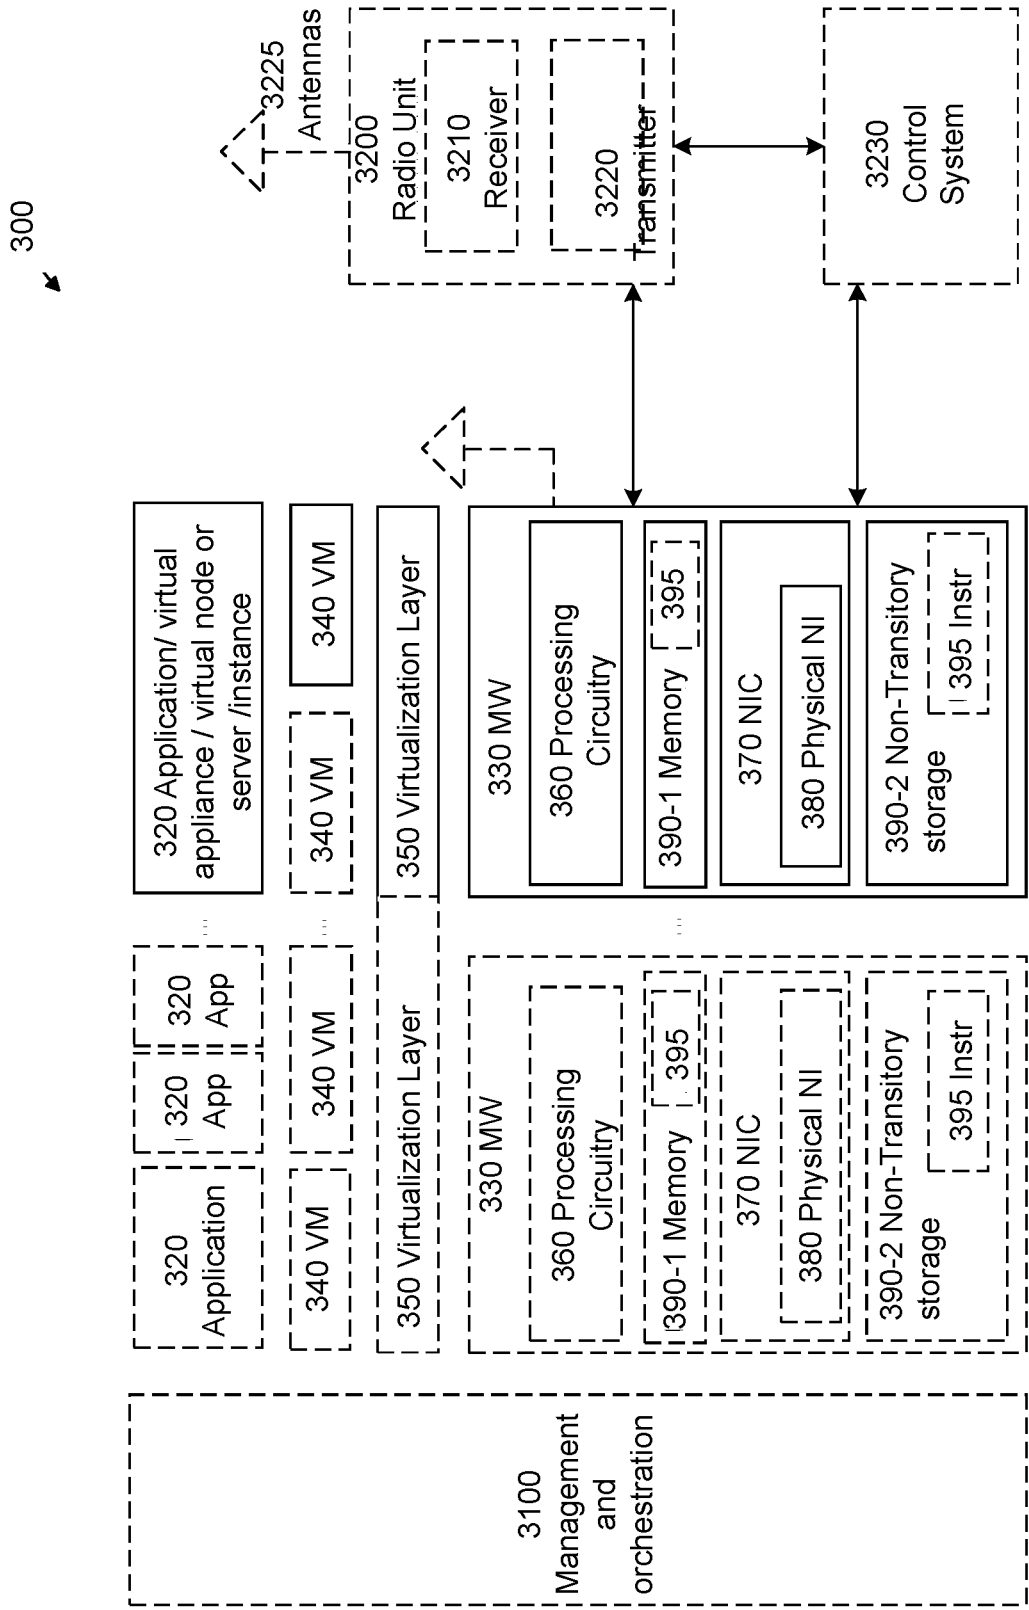 300
3100
Management
and
orchestration
320
Application
320
App
320
App
...
320 Application/ virtual
appliance / virtual node or
server /instance
340 VM
340 VM
...
340 VM
340 VM
350 Virtualization Layer
350 Virtualization Layer
330 MW
360 Processing
Circuitry
390-1 Memory
395
370 NIC
380 Physical NI
390-2 Non-Transitory
storage
395 Instr
...
330 MW
360 Processing
Circuitry
390-1 Memory
395
370 NIC
380 Physical NI
390-2 Non-Transitory
storage
395 Instr
3225
Antennas
3200
Radio Unit
3210
Receiver
3220
Transmitter
3230
Control
System